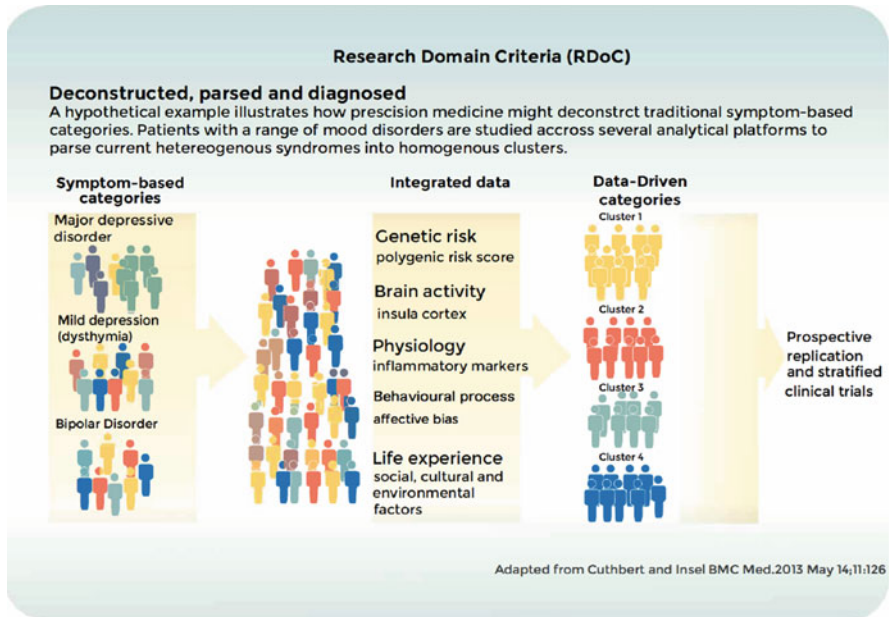 Research Domain Criteria (RDoC)
Deconstructed, parsed and diagnosed
A hypothetical example illustrates how prescision medicine might deconstrct traditional symptom-based
categories. Patients with a range of mood disorders are studied accross several analytical platforms to
parse current hetereogenous syndromes into homogenous clusters.
Symptom-based
categories
Major depressive
disorder
Mild depression
(dysthymia)
Bipolar Disorder
Integrated data
Genetic risk
polygenic risk score
Brain activity
insula cortex
Physiology
inflammatory markers
Behavioural process
affective bias
Life experience
social, cultural and
environmental
factors
Data-Driven
categories
Cluster 1
Cluster 2
Cluster 3
Cluster 4
Prospective
replication
and stratified
clinical trials
Adapted from Cuthbert and Insel BMC Med.2013 May 14;11:126